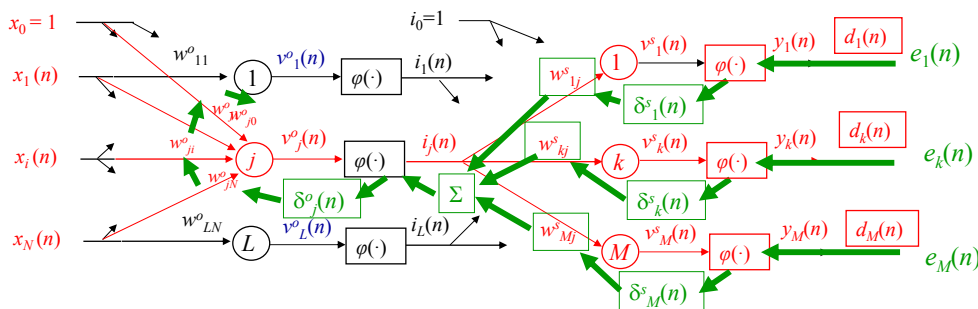 x₀ = 1 i₀=1
wᵒ₁₁ vᵒ₁(n) i₁(n) vˢ₁(n) y₁(n) d₁(n)
x₁(n) 1 φ(·) wˢ₁ⱼ 1 φ(·) e₁(n)
δˢ₁(n)
wᵒⱼ₀
xᵢ(n) wᵒⱼᵢ j vᵒⱼ(n) φ(·) iⱼ(n) wˢₖⱼ k vˢₖ(n) φ(·) yₖ(n) dₖ(n) eₖ(n)
wᵒⱼN δᵒⱼ(n) Σ δˢₖ(n)
xN(n) wᵒLN L vᵒL(n) φ(·) iL(n) wˢMⱼ M vˢM(n) φ(·) yM(n) dM(n) eM(n)
δˢM(n)